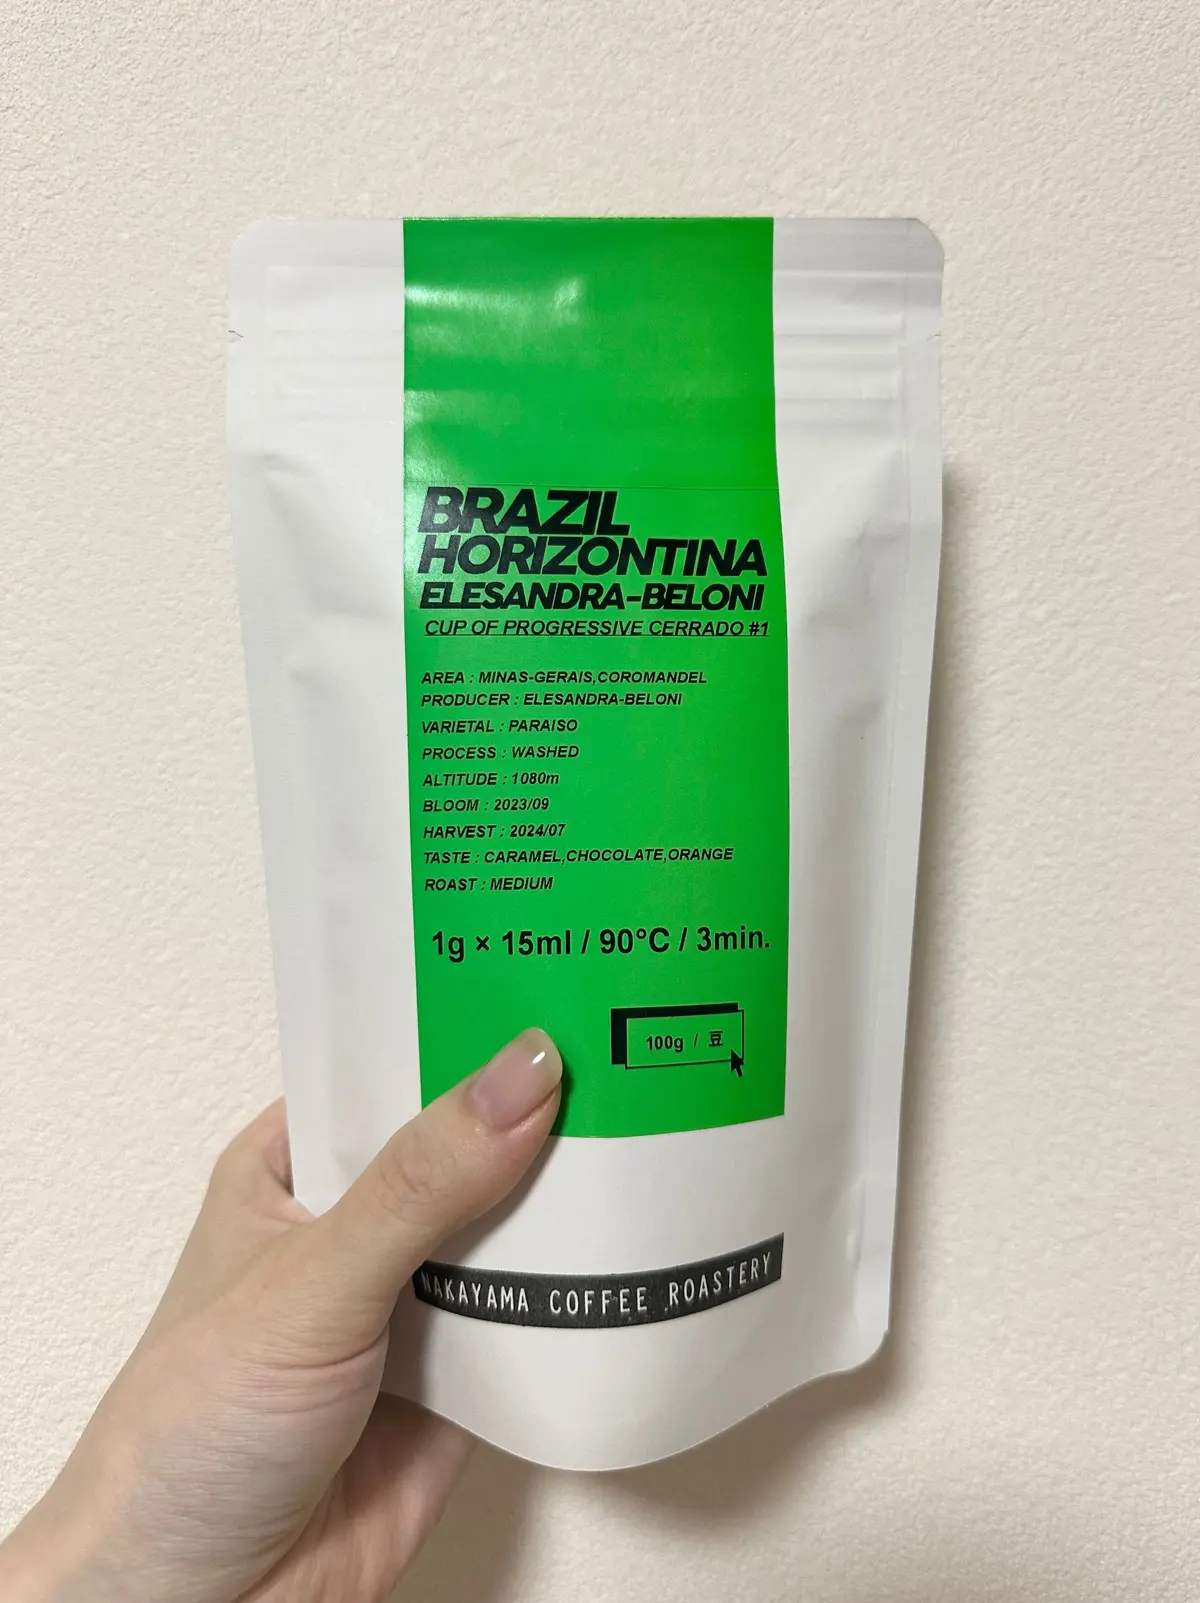 BRAZIL
HORIZONTINA
ELESANDRA-BELONI
CUP OF PROGRESSIVE CERRADO #1
AREA : MINAS-GERAIS,COROMANDEL
PRODUCER : ELESANDRA-BELONI
VARIETAL : PARAISO
PROCESS : WASHED
ALTITUDE : 1080m
BLOOM : 2023/09
HARVEST : 2024/07
TASTE : CARAMEL,CHOCOLATE,ORANGE
ROAST : MEDIUM
1g × 15ml / 90°C / 3min.
100g / 豆
NAKAYAMA COFFEE ROASTERY